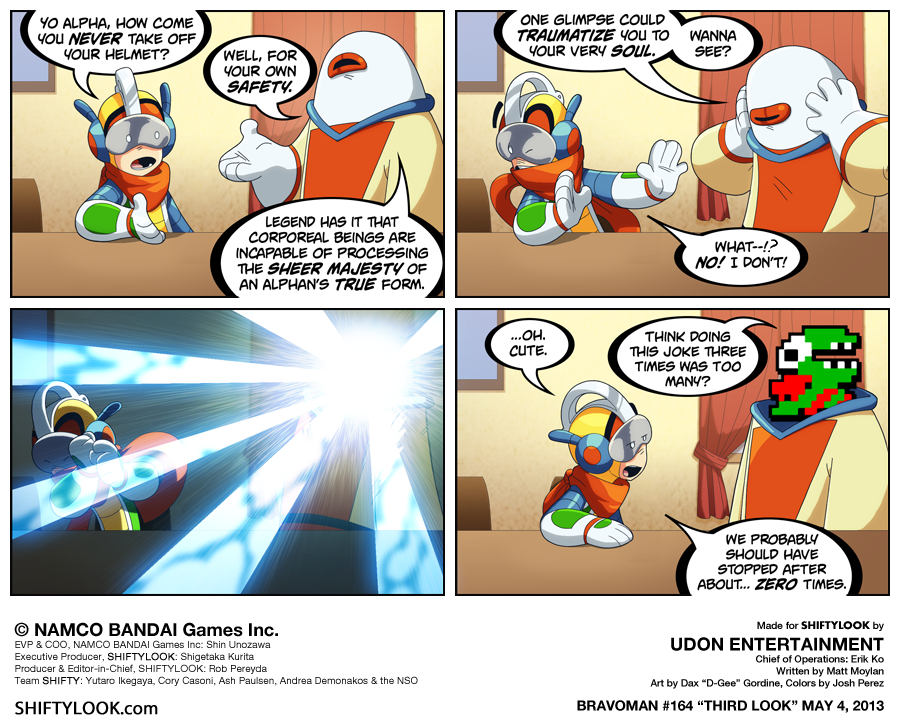 YO ALPHA, HOW COME
YOU NEVER TAKE OFF
YOUR HELMET?
WELL, FOR
YOUR OWN
SAFETY.
LEGEND HAS IT THAT
CORPOREAL BEINGS ARE
INCAPABLE OF PROCESSING
THE SHEER MAJESTY OF
AN ALPHAN'S TRUE FORM.
ONE GLIMPSE COULD
TRAUMATIZE YOU TO
YOUR VERY SOUL.
WANNA
SEE?
WHAT--!?
NO! I DON'T!
...OH.
CUTE.
THINK DOING
THIS JOKE THREE
TIMES WAS TOO
MANY?
WE PROBABLY
SHOULD HAVE
STOPPED AFTER
ABOUT... ZERO TIMES.
© NAMCO BANDAI Games Inc.
EVP & COO, NAMCO BANDAI Games Inc: Shin Unozawa
Executive Producer, SHIFTYLOOK: Shigetaka Kurita
Producer & Editor-in-Chief, SHIFTYLOOK: Rob Pereyda
Team SHIFTY: Yutaro Ikegaya, Cory Casoni, Ash Paulsen, Andrea Demonakos & the NSO
SHIFTYLOOK.com
Made for SHIFTYLOOK by
UDON ENTERTAINMENT
Chief of Operations: Erik Ko
Written by Matt Moylan
Art by Dax "D-Gee" Gordine, Colors by Josh Perez
BRAVOMAN #164 "THIRD LOOK" MAY 4, 2013